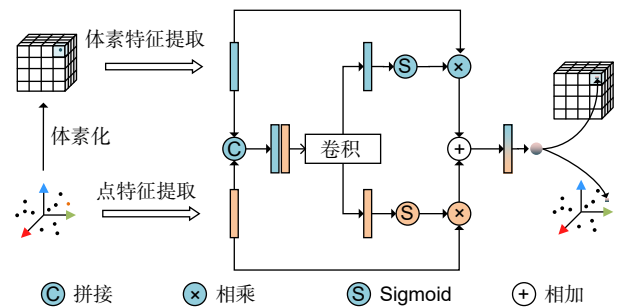 体素特征提取
体素化
点特征提取
C
卷积
S
×
+
S
×
C 拼接
× 相乘
S Sigmoid
+ 相加